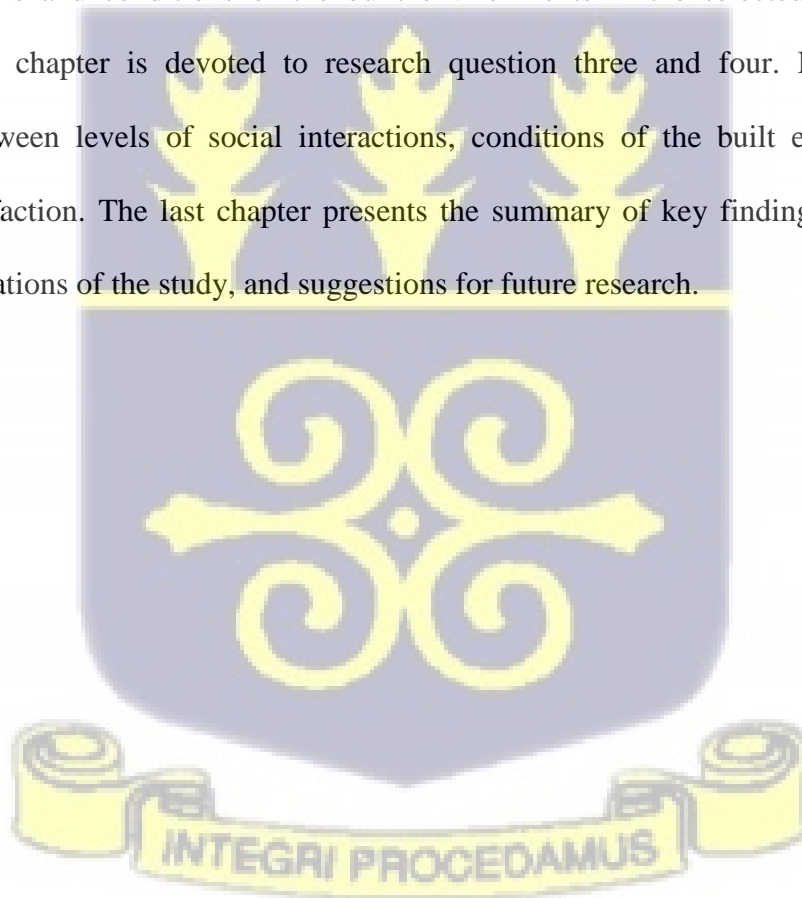 chapter is devoted to research question three and four.
ween levels of social interactions, conditions of the built e
faction. The last chapter presents the summary of key finding
ations of the study, and suggestions for future research.
INTEGRI PROCEDAMUS